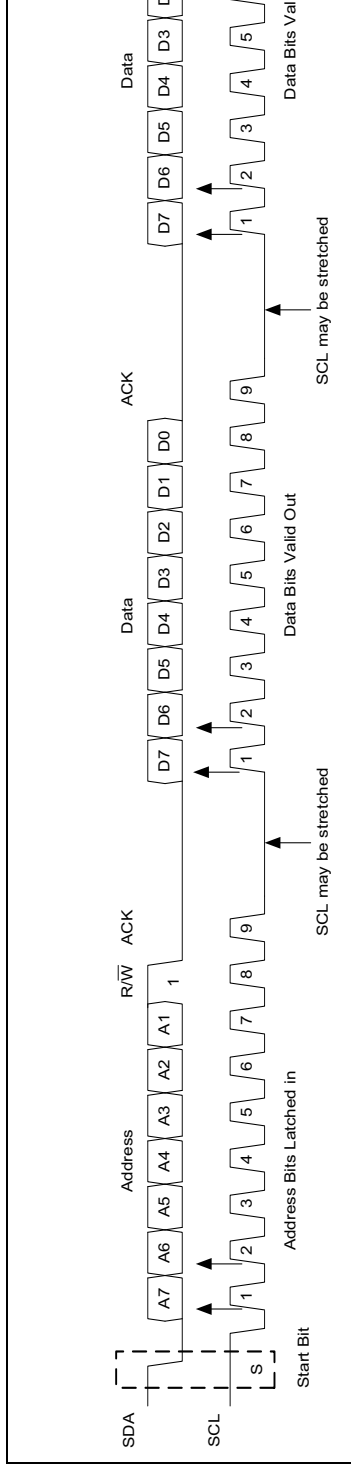 Address R/W ACK Data ACK Data
SDA A7 A6 A5 A4 A3 A2 A1 1 D7 D6 D5 D4 D3 D2 D1 D0 D7 D6 D5 D4 D3
SCL S 1 2 3 4 5 6 7 8 9 1 2 3 4 5 6 7 8 9 1 2 3 4 5
Start Bit Address Bits Latched in Data Bits Valid Out Data Bits
SCL may be stretched SCL may be stretched